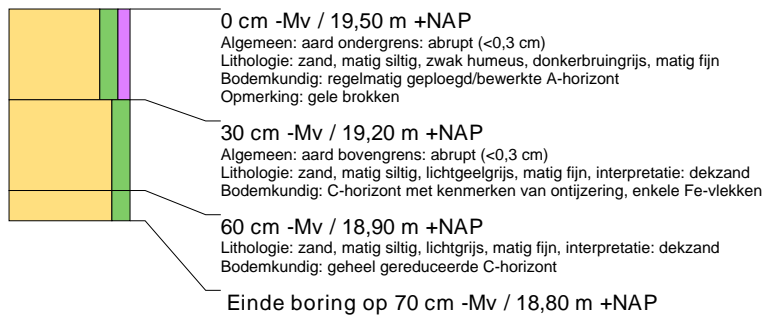 0 cm -Mv / 19,50 m +NAP
Algemeen: aard ondergrens: abrupt (<0,3 cm)
Lithologie: zand, matig siltig, zwak humeus, donkerbruingrijs, matig fijn
Bodemkundig: regelmatig geploegd/bewerkte A-horizont
Opmerking: gele brokken
30 cm -Mv / 19,20 m +NAP
Algemeen: aard bovengrens: abrupt (<0,3 cm)
Lithologie: zand, matig siltig, lichtgeelgrijs, matig fijn, interpretatie: dekzand
Bodemkundig: C-horizont met kenmerken van ontijzering, enkele Fe-vlekken
60 cm -Mv / 18,90 m +NAP
Lithologie: zand, matig siltig, lichtgrijs, matig fijn, interpretatie: dekzand
Bodemkundig: geheel gereduceerde C-horizont
Einde boring op 70 cm -Mv / 18,80 m +NAP